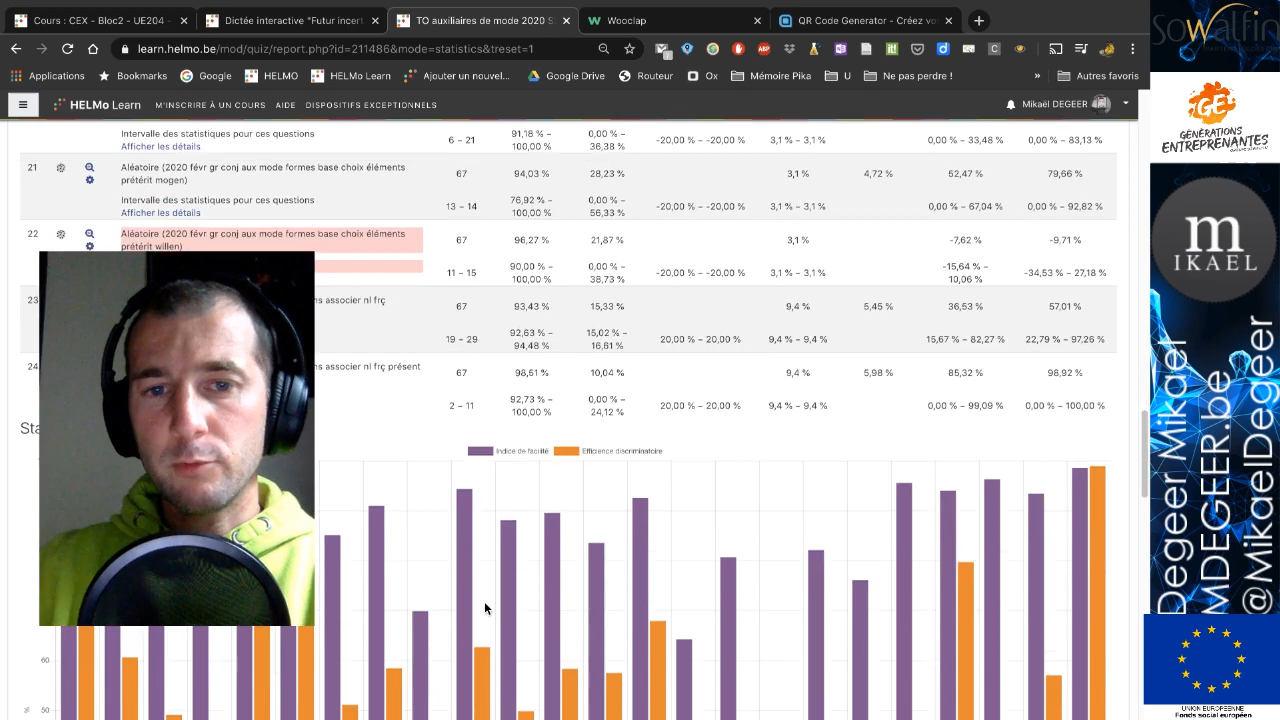 Cours : CEX - Bloc2 - UE204 -
Dictée interactive "Futur incert
TO auxiliaires de mode 2020 S
Wooclap
QR Code Generator - Créez vo
learn.helmo.be/mod/quiz/report.php?id=211486&mode=statistics&treset=1
Applications
Bookmarks
Google
HELMO
HELMo Learn
Ajouter un nouvel...
Google Drive
Routeur
Ox
Mémoire Pika
U
Ne pas perdre !
»
Autres favoris
HELMo Learn
M'INSCRIRE À UN COURS
AIDE
DISPOSITIFS EXCEPTIONNELS
Mikaël DEGEER
Intervalle des statistiques pour ces questions
Afficher les détails
6 – 21
91,18 % –
100,00 %
0,00 % –
36,38 %
-20,00 % – -20,00 %
3,1 % – 3,1 %
0,00 % – 33,48 %
0,00 % – 83,13 %
21
Aléatoire (2020 févr gr conj aux mode formes base choix éléments
prétérit mogen)
67
94,03 %
28,23 %
3,1 %
4,72 %
52,47 %
79,66 %
Intervalle des statistiques pour ces questions
Afficher les détails
13 – 14
76,92 % –
100,00 %
0,00 % –
56,33 %
-20,00 % – -20,00 %
3,1 % – 3,1 %
0,00 % – 67,04 %
0,00 % – 92,82 %
22
Aléatoire (2020 févr gr conj aux mode formes base choix éléments
prétérit willen)
67
96,27 %
21,87 %
3,1 %
-7,62 %
-9,71 %
11 – 15
90,00 % –
100,00 %
0,00 % –
38,73 %
-20,00 % – -20,00 %
3,1 % – 3,1 %
-15,64 % –
10,06 %
-34,53 % – 27,18 %
23
ns associer nl frç
67
93,43 %
15,33 %
9,4 %
5,45 %
36,53 %
57,01 %
19 – 29
92,63 % –
94,48 %
15,02 % –
16,61 %
20,00 % – 20,00 %
9,4 % – 9,4 %
15,67 % – 82,27 %
22,79 % – 97,26 %
24
ns associer nl frç présent
67
98,51 %
10,04 %
9,4 %
5,98 %
85,32 %
98,92 %
2 – 11
92,73 % –
100,00 %
0,00 % –
24,12 %
20,00 % – 20,00 %
9,4 % – 9,4 %
0,00 % – 99,09 %
0,00 % – 100,00 %
Sta
Indice de facilité
Efficience discriminatoire
60
50
%
sowalfin
GE
GÉNÉRATIONS
ENTREPRENANTES
m
IKAEL
Degeer Mikael
MDEGEER.be
@MikaelDegeer
UNION EUROPÉENNE
Fonds social européen